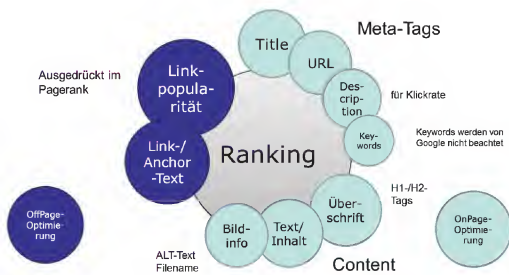 Meta-Tags
Title
URL
Ausgedrückt im
Pagerank
Link-
popula-
rität
Des-
crip-
tion
für Klickrate
Key-
words
Keywords werden von
Google nicht beachtet
Link-/
Anchor
-Text
Ranking
H1-/H2-
Tags
Über-
schrift
Text/
Inhalt
Bild-
info
ALT-Text
Filename
Content
OffPage-
Optimie-
rung
OnPage-
Optimie-
rung